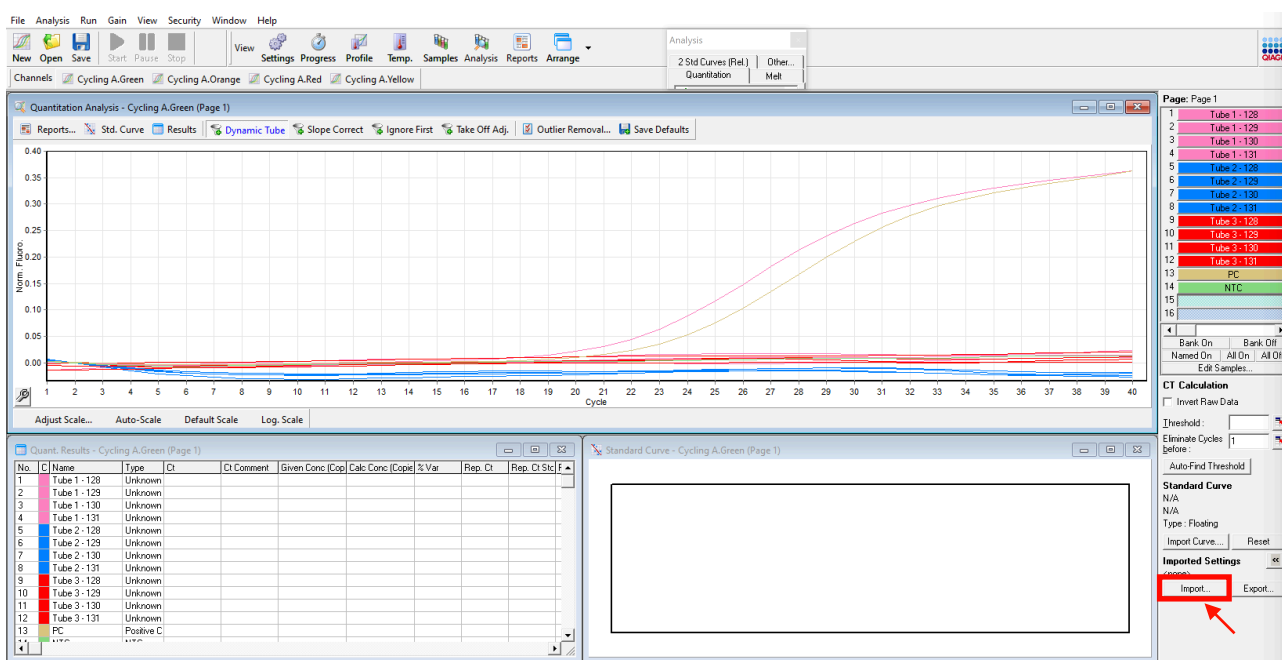 File Analysis Run Gain View Security Window Help
New Open Save Start Pause Stop View Settings Progress Profile Temp. Samples Analysis Reports Arrange
Analysis
2 Std Curves (Rel.) Other...
Quantitation Melt
QIAG
Channels Cycling A.Green Cycling A.Orange Cycling A.Red Cycling A.Yellow
Quantitation Analysis - Cycling A.Green (Page 1)
Reports... Std. Curve Results Dynamic Tube Slope Correct Ignore First Take Off Adj. Outlier Removal... Save Defaults
0.40
0.35
0.30
0.25
0.20
0.15
0.10
0.05
0.00
Norm. Fluoro.
1 2 3 4 5 6 7 8 9 10 11 12 13 14 15 16 17 18 19 20 21 22 23 24 25 26 27 28 29 30 31 32 33 34 35 36 37 38 39 40
Cycle
Adjust Scale... Auto-Scale Default Scale Log. Scale
Quant. Results - Cycling A.Green (Page 1)
No. C Name Type Ct Ct Comment Given Conc (Cop Calc Conc (Copie % Var Rep. Ct Rep. Ct Stc F
1 Tube 1 - 128 Unknown
2 Tube 1 - 129 Unknown
3 Tube 1 - 130 Unknown
4 Tube 1 - 131 Unknown
5 Tube 2 - 128 Unknown
6 Tube 2 - 129 Unknown
7 Tube 2 - 130 Unknown
8 Tube 2 - 131 Unknown
9 Tube 3 - 128 Unknown
10 Tube 3 - 129 Unknown
11 Tube 3 - 130 Unknown
12 Tube 3 - 131 Unknown
13 PC Positive C
14 NTC NTC
Standard Curve - Cycling A.Green (Page 1)
Page: Page 1
1 Tube 1 - 128
2 Tube 1 - 129
3 Tube 1 - 130
4 Tube 1 - 131
5 Tube 2 - 128
6 Tube 2 - 129
7 Tube 2 - 130
8 Tube 2 - 131
9 Tube 3 - 128
10 Tube 3 - 129
11 Tube 3 - 130
12 Tube 3 - 131
13 PC
14 NTC
15
16
Bank On Bank Off
Named On All On All Of
Edit Samples...
CT Calculation
Invert Raw Data
Threshold :
Eliminate Cycles 1
before :
Auto-Find Threshold
Standard Curve
N/A
N/A
Type : Floating
Import Curve.... Reset
Imported Settings
<none>
Import... Export...